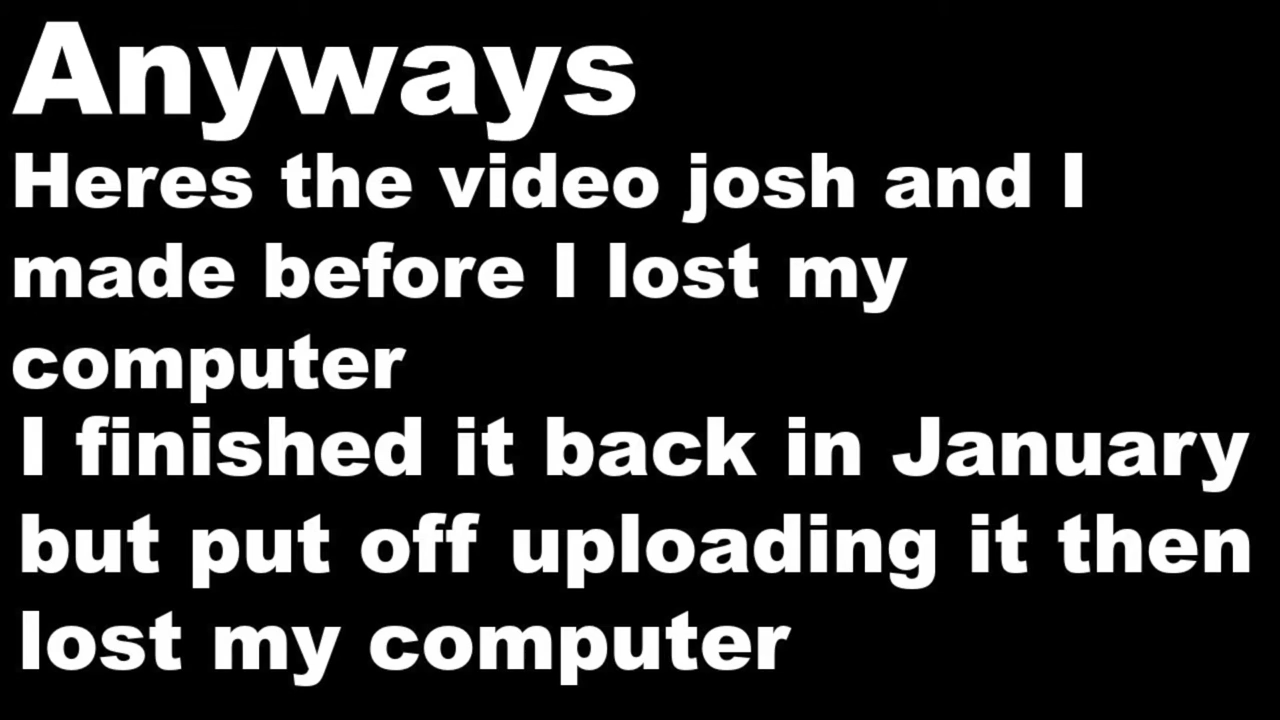 Anyways
Heres the video josh and I
made before I lost my
computer
I finished it back in January
but put off uploading it then
lost my computer